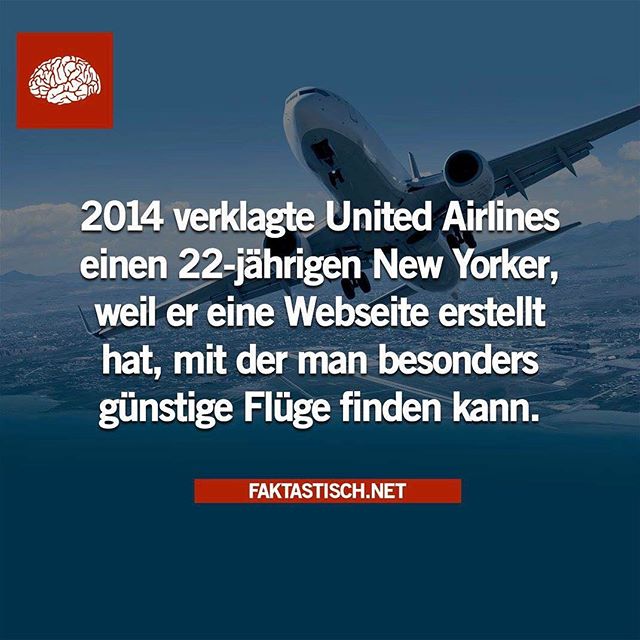 2014 verklagte United Airlines
einen 22-jährigen New Yorker,
weil er eine Webseite erstellt
hat, mit der man besonders
günstige Flüge finden kann.
FAKTASTISCH.NET